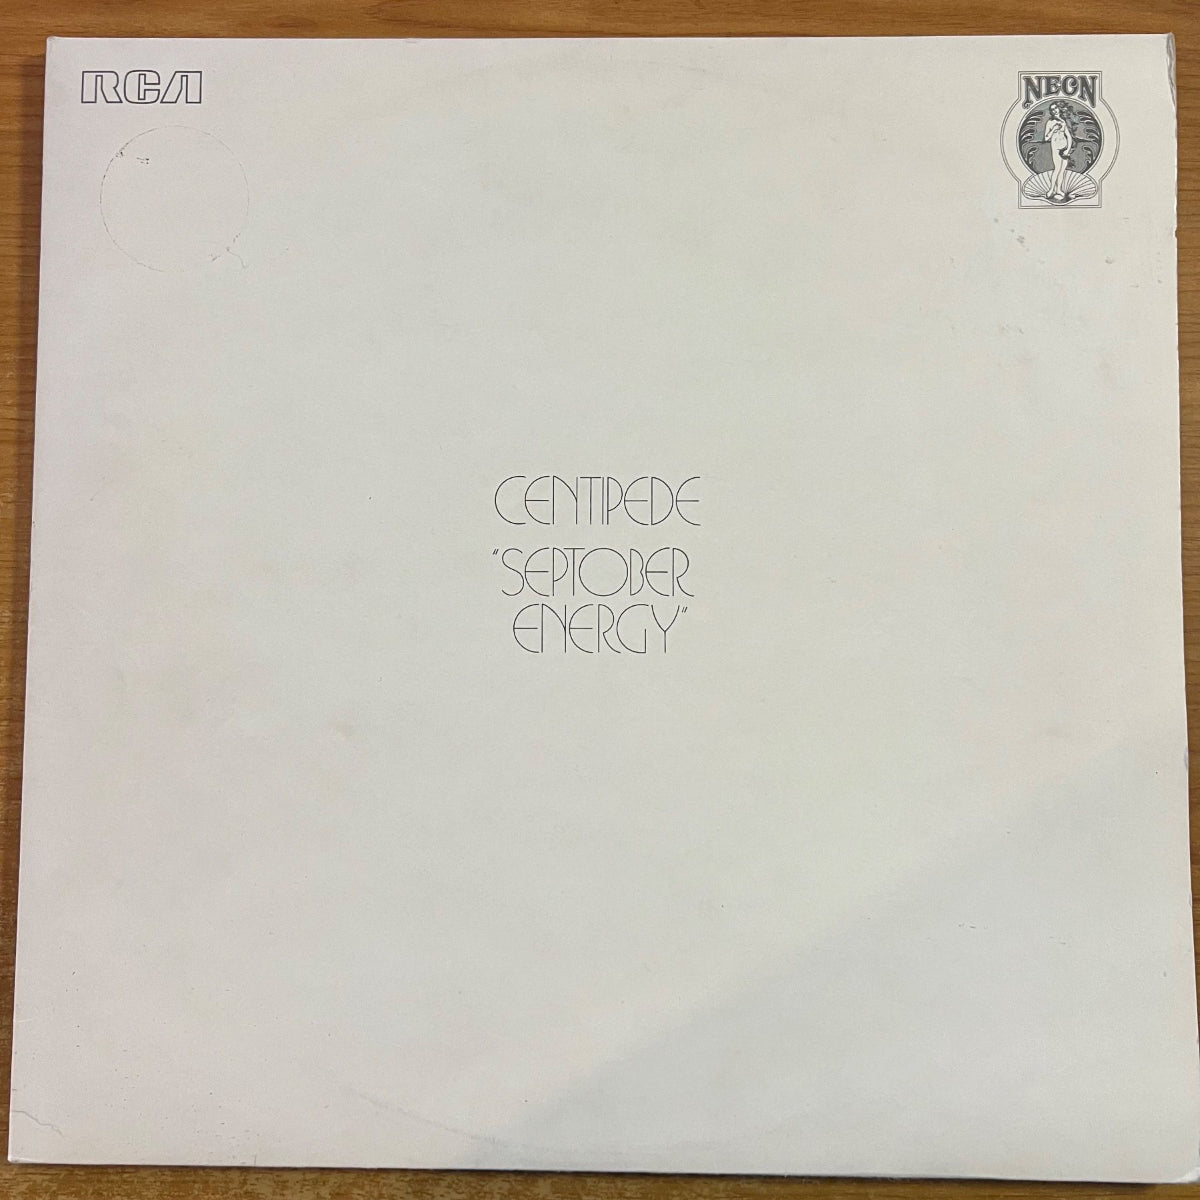 RCA
NEON
CENTIPEDE
"SEPTOBER
ENERGY"